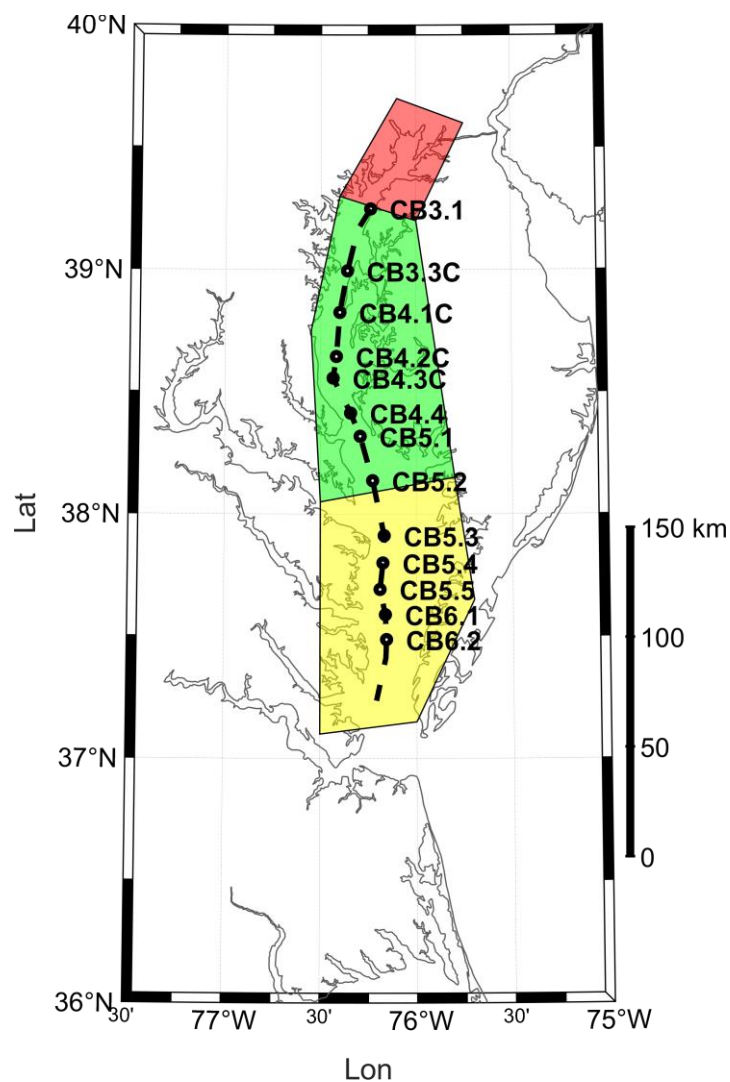 40°N
CB3.1
39°N
CB3.3C
CB4.1C
CB4.2C
CB4.3C
CB4.4
CB5.1
CB5.2
Lat
38°N
150 km
CB5.3
CB5.4
CB5.5
CB6.1
100
CB6.2
37°N
50
0
36°N
30' 77°W 30' 76°W 30' 75°W
Lon